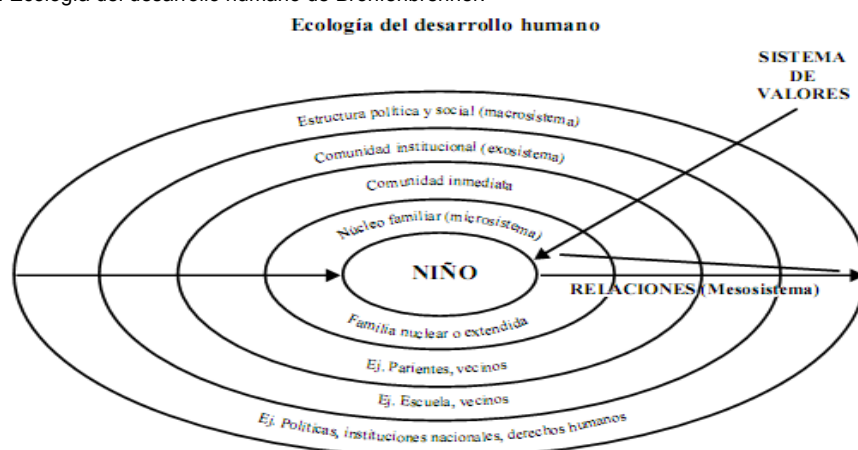 Ecología del desarrollo humano de Bronfenbrenner.
Ecología del desarrollo humano
SISTEMA
DE
VALORES
Estructura política y social (macrosistema)
Comunidad institucional (exosistema)
Comunidad inmediata
Núcleo familiar (microsistema)
NIÑO
RELACIONES (Mesosistema)
Familia nuclear o extendida
Ej. Parientes, vecinos
Ej. Escuela, vecinos
Ej. Políticas, instituciones nacionales, derechos humanos